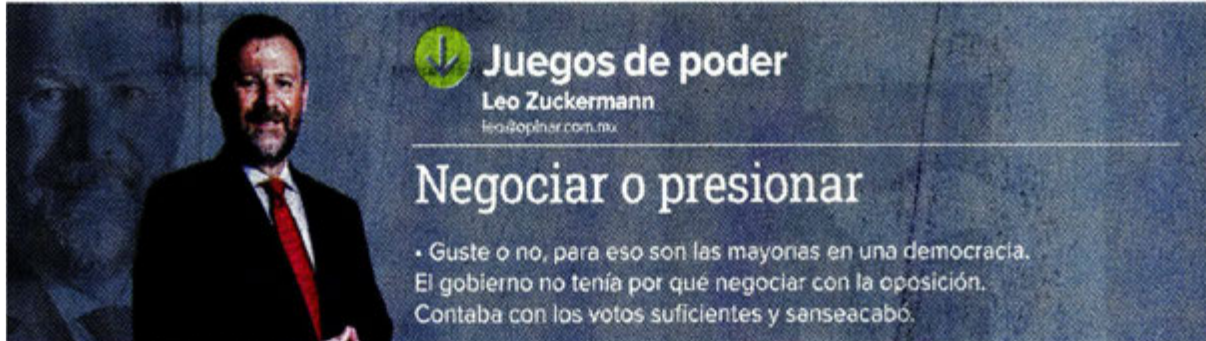 Juegos de poder
Leo Zuckermann
leo@opinar.com.mx
Negociar o presionar
• Guste o no, para eso son las mayorías en una democracia.
El gobierno no tenía por qué negociar con la oposición.
Contaba con los votos suficientes y sanseacabó.